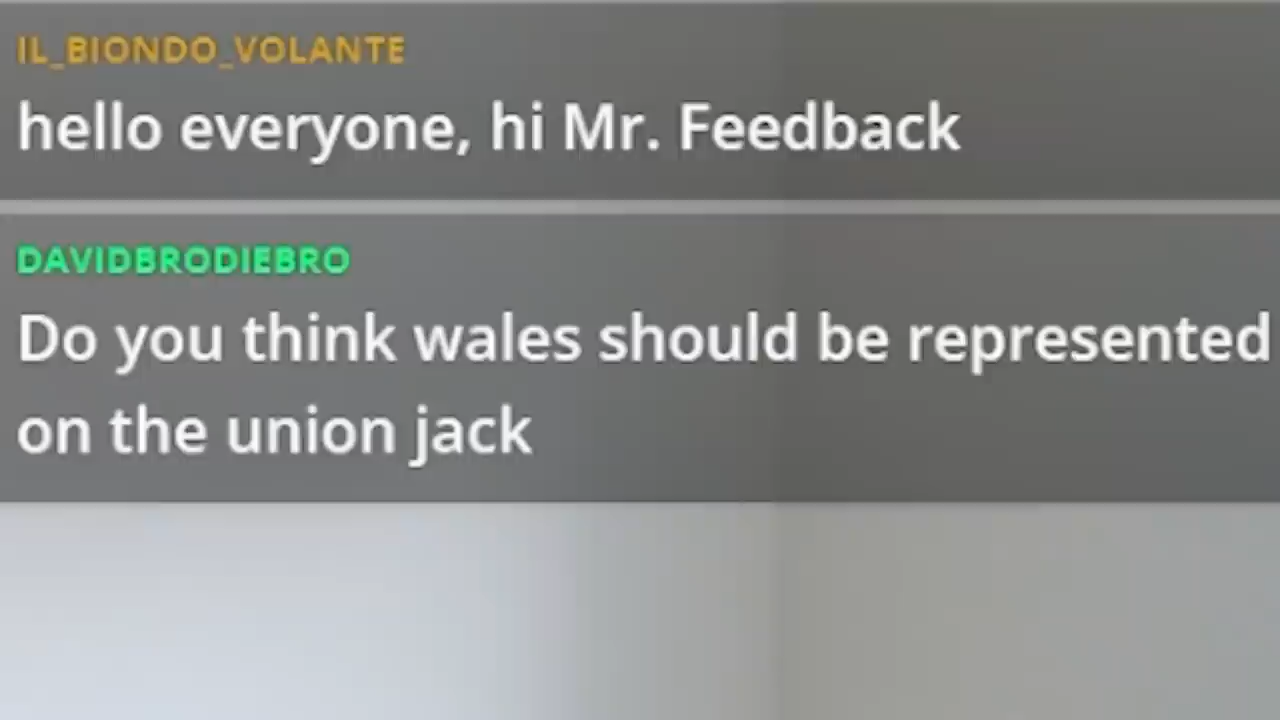 IL_BIONDO_VOLANTE
hello everyone, hi Mr. Feedback
DAVIDBRODIEBRO
Do you think wales should be represented
on the union jack